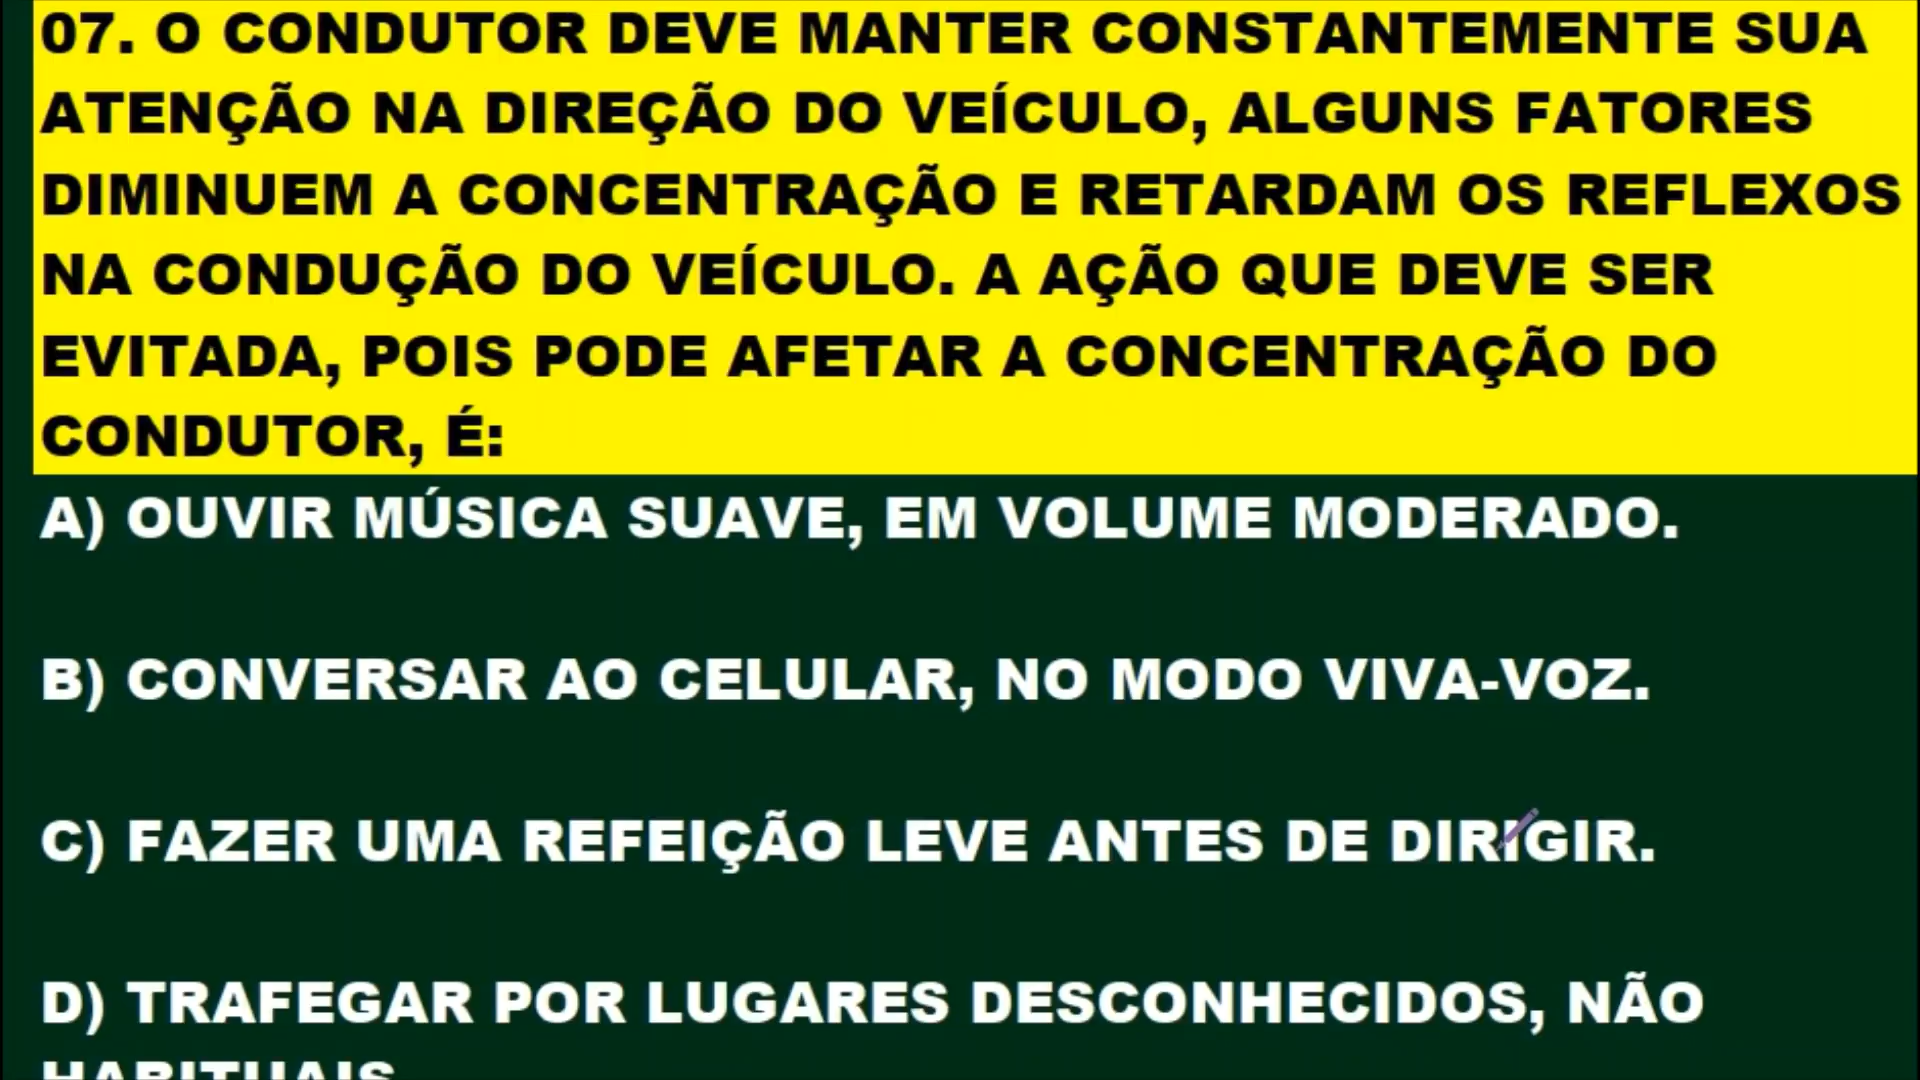 07. O CONDUTOR DEVE MANTER CONSTANTEMENTE SUA
ATENÇÃO NA DIREÇÃO DO VEÍCULO, ALGUNS FATORES
DIMINUEM A CONCENTRAÇÃO E RETARDAM OS REFLEXOS
NA CONDUÇÃO DO VEÍCULO. A AÇÃO QUE DEVE SER
EVITADA, POIS PODE AFETAR A CONCENTRAÇÃO DO
CONDUTOR, É:
A) OUVIR MÚSICA SUAVE, EM VOLUME MODERADO.
B) CONVERSAR AO CELULAR, NO MODO VIVA-VOZ.
C) FAZER UMA REFEIÇÃO LEVE ANTES DE DIRIGIR.
D) TRAFEGAR POR LUGARES DESCONHECIDOS, NÃO
HABITUAIS